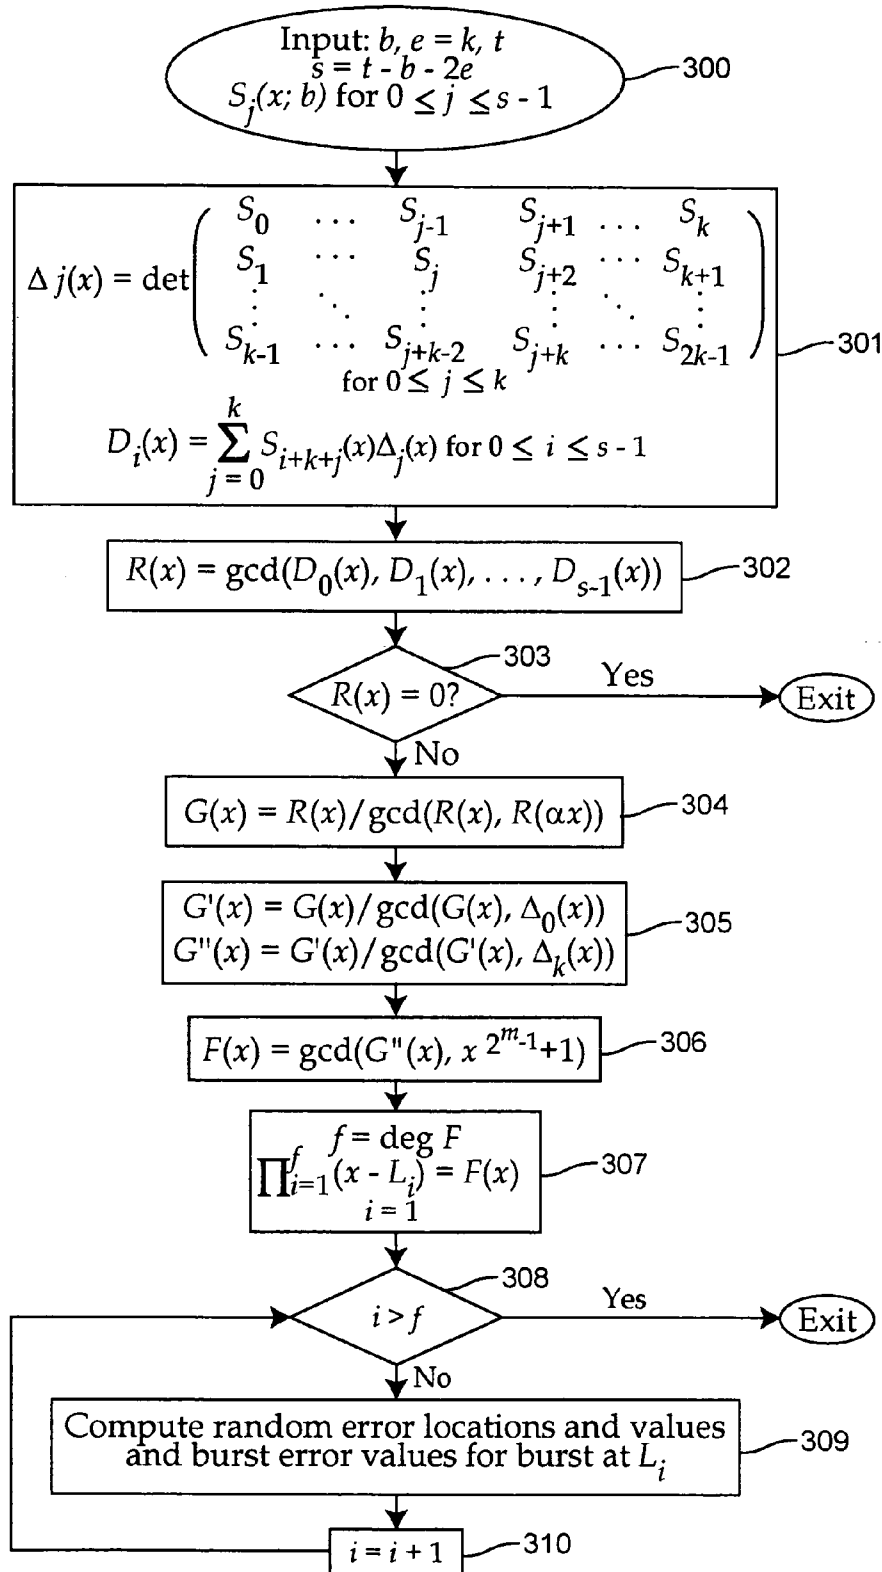 Input: b, e = k, t
s = t - b - 2e
S_j(x; b) for 0 ≤ j ≤ s - 1
300
Δ j(x) = det
S_0 ... S_{j-1} S_{j+1} ... S_k
S_1 ... S_j S_{j+2} ... S_{k+1}
⋮ ⋱ ⋮ ⋮ ⋱ ⋮
S_{k-1} ... S_{j+k-2} S_{j+k} ... S_{2k-1}
for 0 ≤ j ≤ k
301
D_i(x) = ∑_{j = 0}^{k} S_{i+k+j}(x)Δ_j(x) for 0 ≤ i ≤ s - 1
R(x) = gcd(D_0(x), D_1(x), . . . , D_{s-1}(x))
302
303
R(x) = 0?
Yes
Exit
No
G(x) = R(x)/gcd(R(x), R(αx))
304
G'(x) = G(x)/gcd(G(x), Δ_0(x))
G''(x) = G'(x)/gcd(G'(x), Δ_k(x))
305
F(x) = gcd(G''(x), x^{2^m-1}+1)
306
f = deg F
∏_{i=1}^{f}(x - L_i) = F(x)
i = 1
307
308
i > f
Yes
Exit
No
Compute random error locations and values
and burst error values for burst at L_i
309
i = i + 1
310